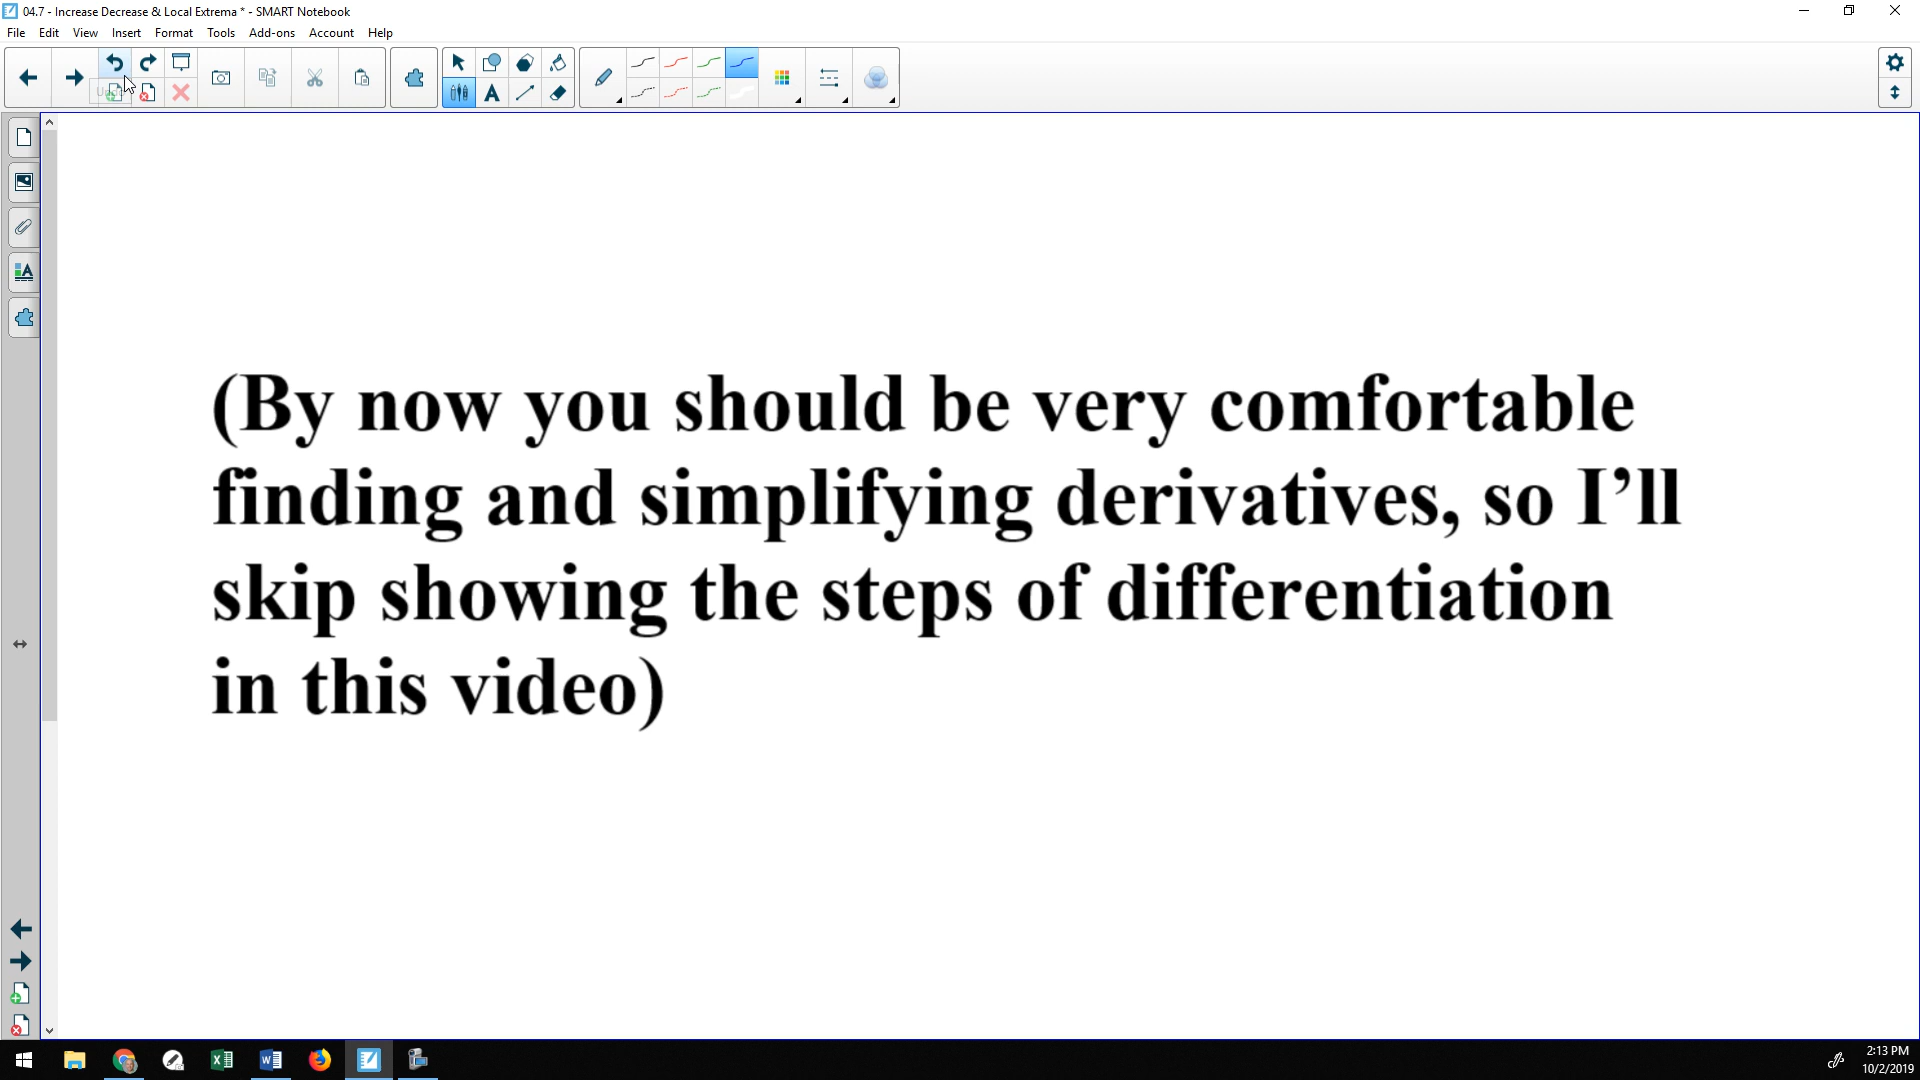 04.7 - Increase Decrease & Local Extrema * - SMART Notebook
File Edit View Insert Format Tools Add-ons Account Help
(By now you should be very comfortable
finding and simplifying derivatives, so I’ll
skip showing the steps of differentiation
in this video)
2:13 PM
10/2/2019